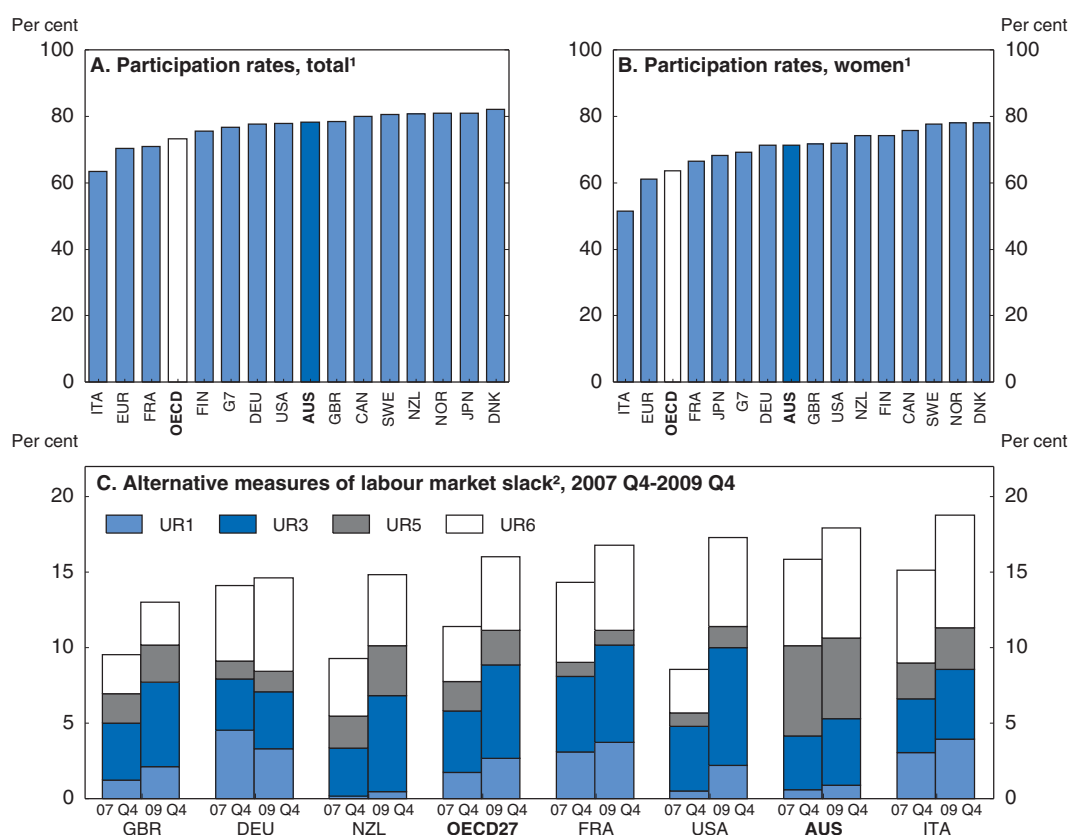 Per cent
Per cent
100
100
100
A. Participation rates, total¹
B. Participation rates, women¹
80
80
80
60
60
60
40
40
40
20
20
20
0
0
0
ITA EUR FRA OECD FIN G7 DEU USA AUS GBR CAN SWE NZL NOR JPN DNK
ITA EUR OECD FRA JPN G7 DEU AUS GBR USA NZL FIN CAN SWE NOR DNK
Per cent
Per cent
C. Alternative measures of labour market slack², 2007 Q4-2009 Q4
20
20
UR1 UR3 UR5 UR6
15
15
10
10
5
5
0
0
07 Q4 09 Q4 07 Q4 09 Q4 07 Q4 09 Q4 07 Q4 09 Q4 07 Q4 09 Q4 07 Q4 09 Q4 07 Q4 09 Q4 07 Q4 09 Q4
GBR DEU NZL OECD27 FRA USA AUS ITA